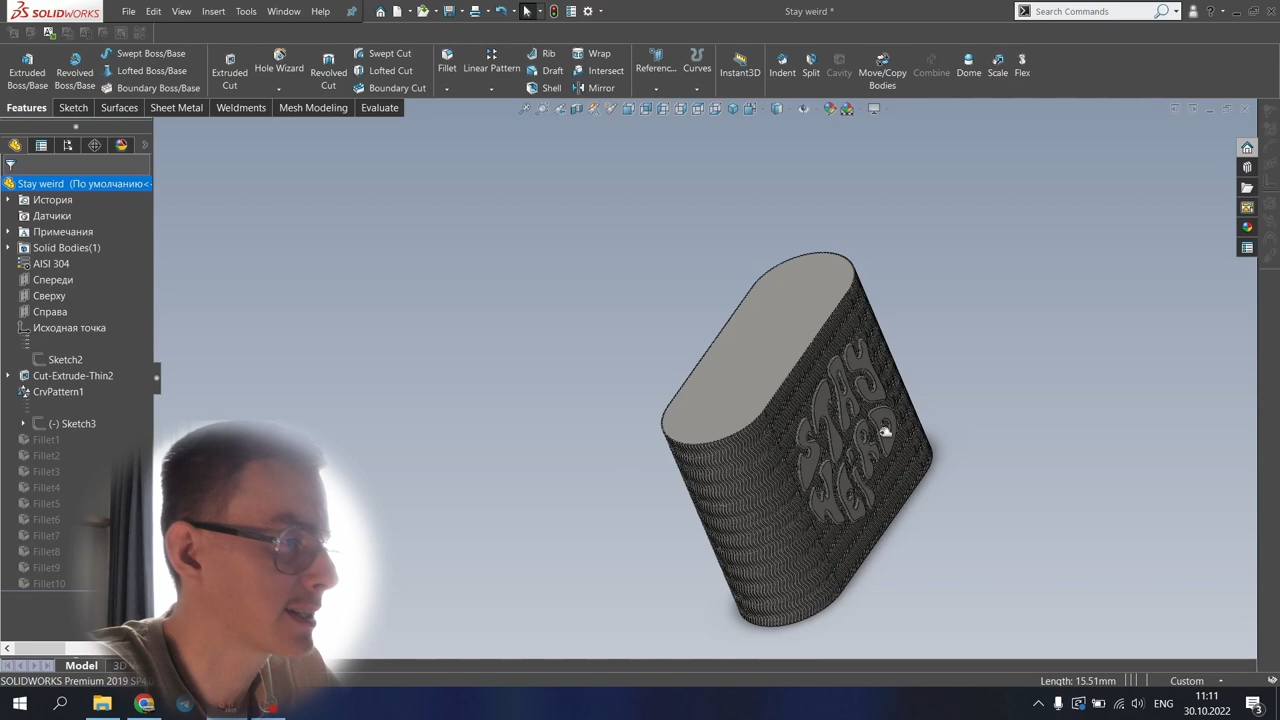 SOLIDWORKS
File Edit View Insert Tools Window Help
Stay weird *
Search Commands
Extruded Boss/Base
Revolved Boss/Base
Swept Boss/Base
Lofted Boss/Base
Boundary Boss/Base
Extruded Cut
Hole Wizard
Revolved Cut
Swept Cut
Lofted Cut
Boundary Cut
Fillet
Linear Pattern
Rib
Draft
Shell
Wrap
Intersect
Mirror
Referenc...
Curves
Instant3D
Indent
Split
Cavity
Move/Copy Bodies
Combine
Dome
Scale
Flex
Features Sketch Surfaces Sheet Metal Weldments Mesh Modeling Evaluate
Stay weird (По умолчанию<
История
Датчики
Примечания
Solid Bodies(1)
AISI 304
Спереди
Сверху
Справа
Исходная точка
Sketch2
Cut-Extrude-Thin2
CrvPattern1
(-) Sketch3
Fillet1
Fillet2
Fillet3
Fillet4
Fillet5
Fillet6
Fillet7
Fillet8
Fillet9
Fillet10
STAY
WEIRD
Model 3D
SOLIDWORKS Premium 2019 SP4
Length: 15.51mm
Custom
ENG
11:11
30.10.2022
3